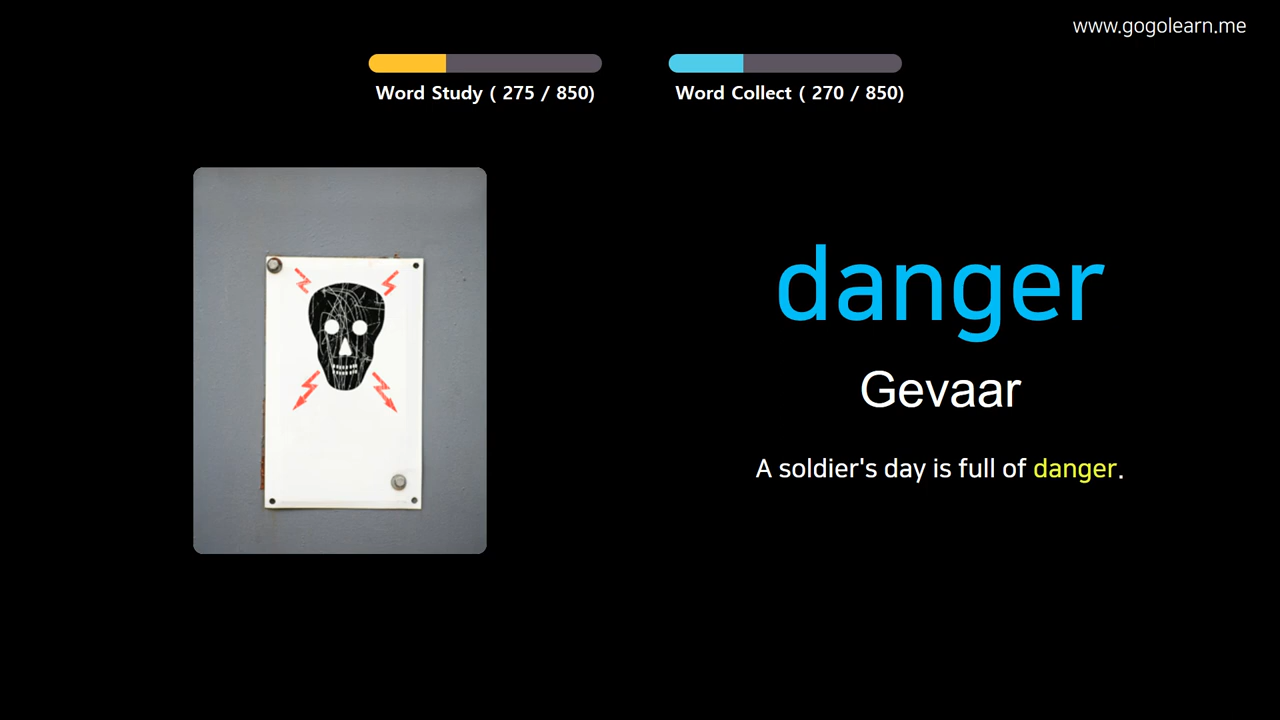 www.gogolearn.me
Word Study ( 275 / 850)
Word Collect ( 270 / 850)
danger
Gevaar
A soldier's day is full of danger.